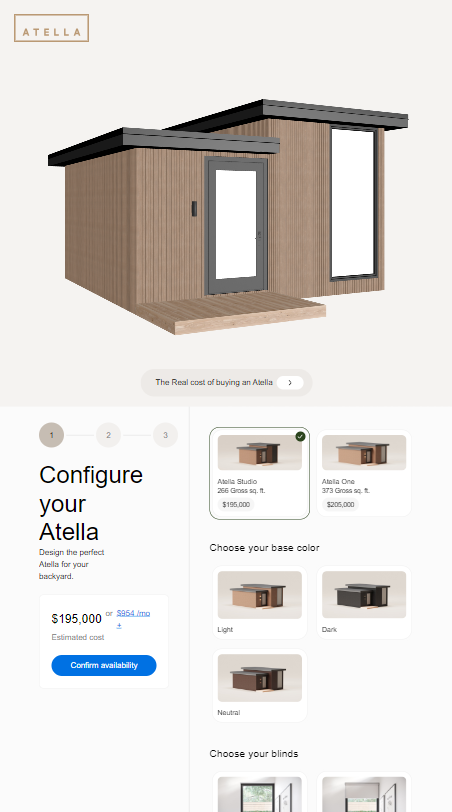 ATELLA
The Real cost of buying an Atella
1
2
3
Configure
your
Atella
Design the perfect
Atella for your
backyard.
$195,000 or $954 /mo
+
Estimated cost
Confirm availability
Atella Studio
266 Gross sq. ft.
$195,000
Atella One
373 Gross sq. ft.
$205,000
Choose your base color
Light
Dark
Neutral
Choose your blinds